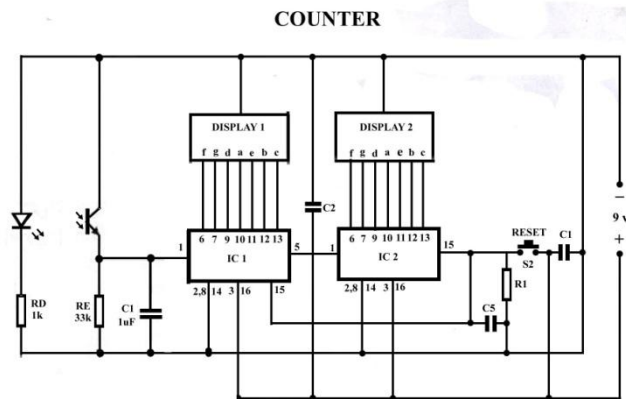 COUNTER
DISPLAY 1
f g d a e b c
DISPLAY 2
f g d a e b c
C2
−
9 v
+
6 7 9 10 11 12 13
IC 1
1
5
2,8 14 3 16
15
6 7 9 10 11 12 13
IC 2
1
15
2,8 14 3 16
RESET
S2
C1
R1
C5
RD
1k
RE
33k
C1
1uF